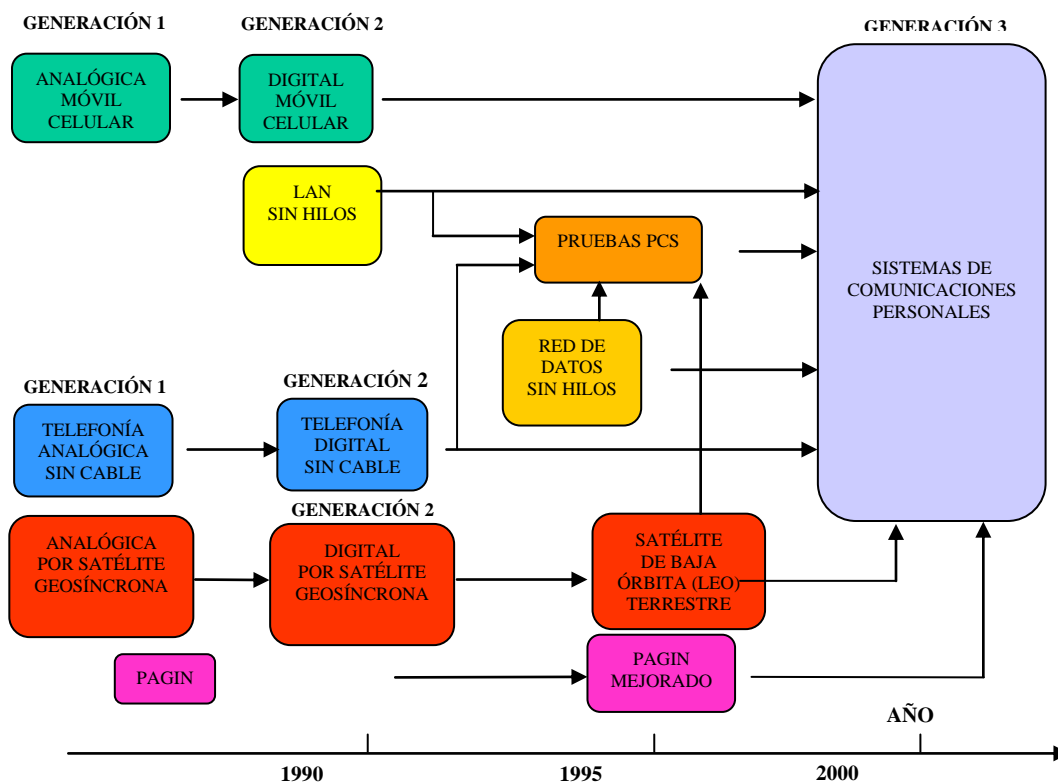 GENERACIÓN 1
GENERACIÓN 2
GENERACIÓN 3
ANALÓGICA
MÓVIL
CELULAR
DIGITAL
MÓVIL
CELULAR
LAN
SIN HILOS
PRUEBAS PCS
SISTEMAS DE
COMUNICACIONES
PERSONALES
RED DE
DATOS
SIN HILOS
GENERACIÓN 1
GENERACIÓN 2
TELEFONÍA
ANALÓGICA
SIN CABLE
TELEFONÍA
DIGITAL
SIN CABLE
GENERACIÓN 2
ANALÓGICA
POR SATÉLITE
GEOSÍNCRONA
DIGITAL
POR SATÉLITE
GEOSÍNCRONA
SATÉLITE
DE BAJA
ÓRBITA (LEO)
TERRESTRE
PAGIN
PAGIN
MEJORADO
AÑO
1990
1995
2000